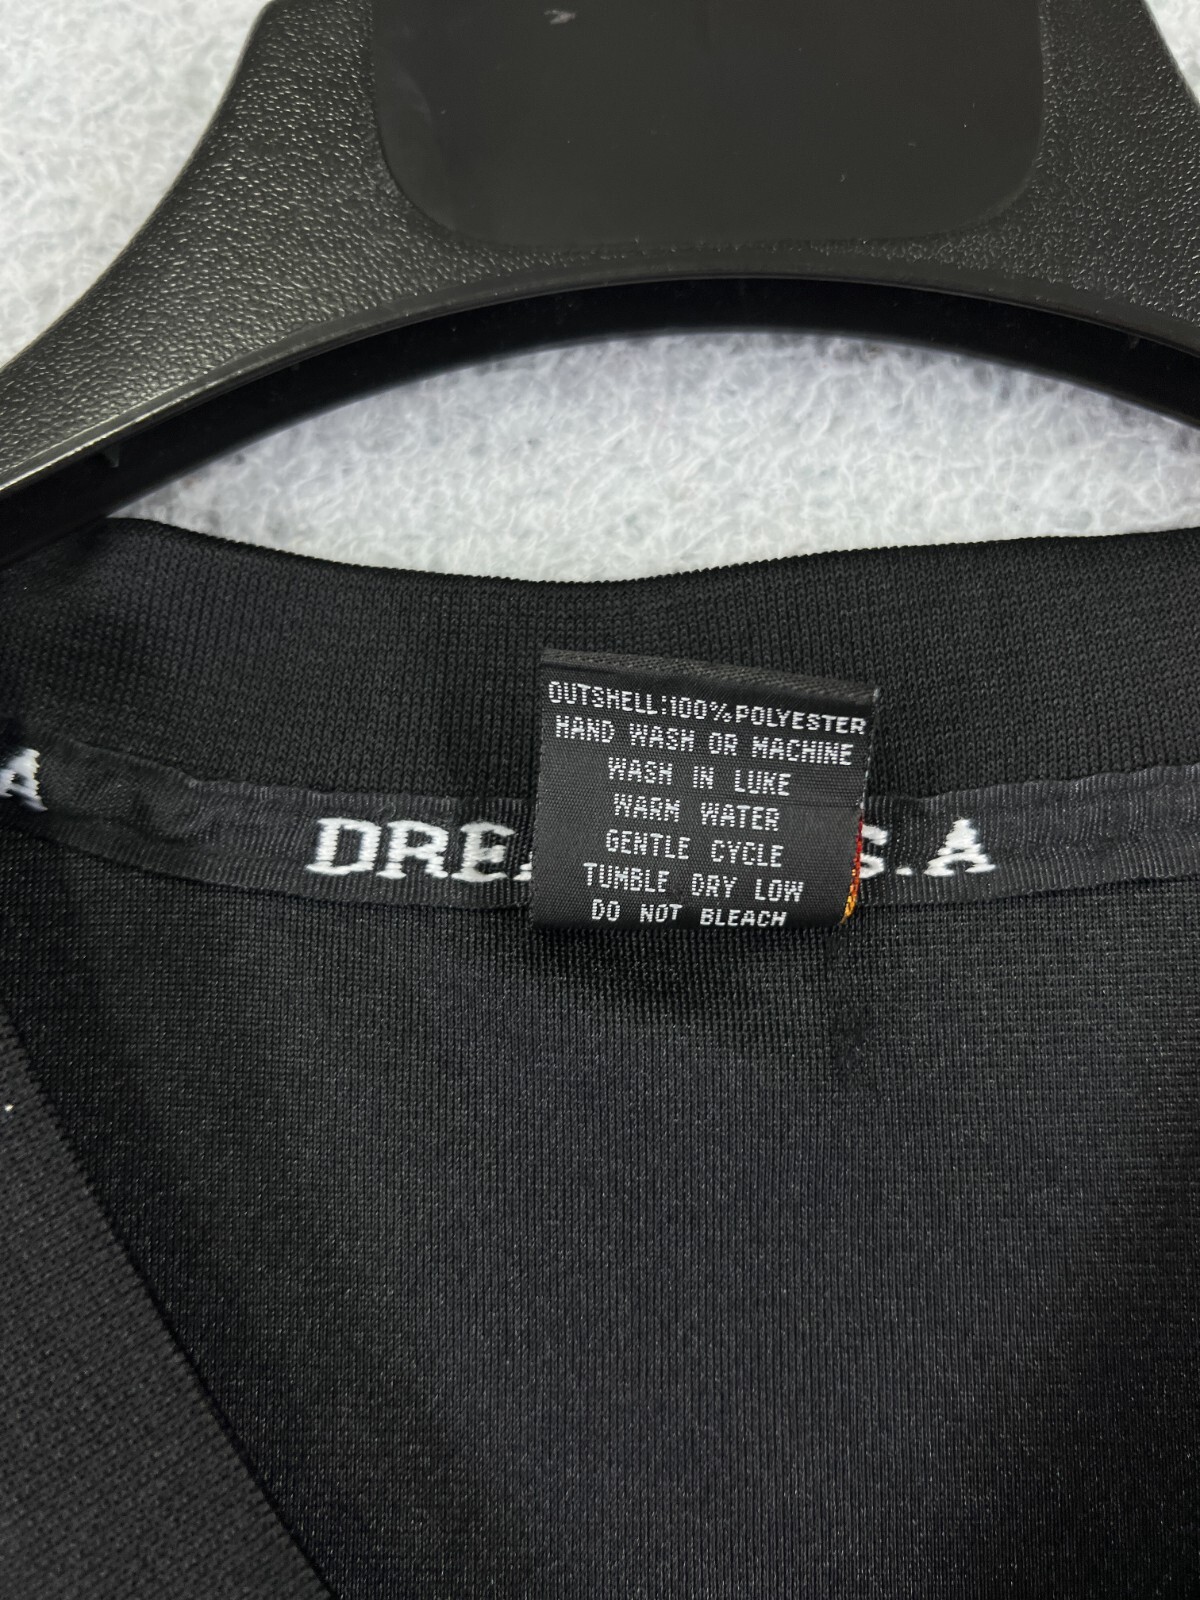 OUTSHELL:100%POLYESTER
HAND WASH OR MACHINE
WASH IN LUKE
WARM WATER
GENTLE CYCLE
TUMBLE DRY LOW
DO NOT BLEACH
A
DRE
S.A